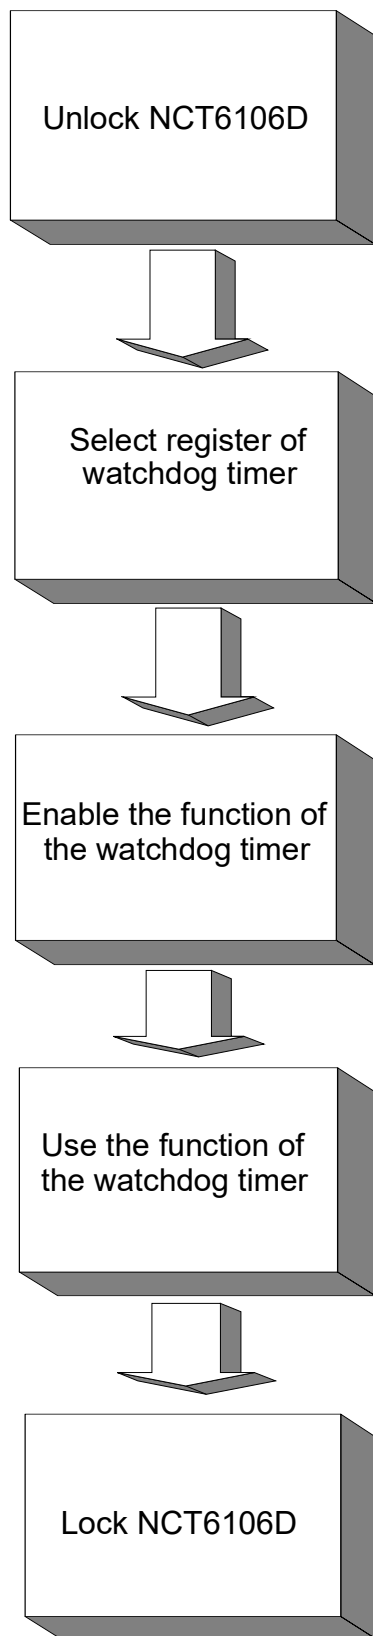 Unlock NCT6106D
Select register of
watchdog timer
Enable the function of
the watchdog timer
Use the function of
the watchdog timer
Lock NCT6106D